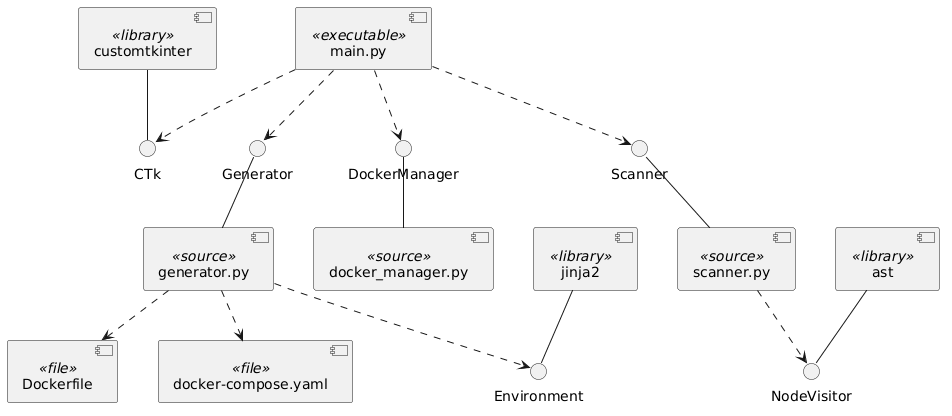 «library»
customtkinter
«executable»
main.py
CTk
Generator
DockerManager
Scanner
«source»
generator.py
«source»
docker_manager.py
«library»
jinja2
«source»
scanner.py
«library»
ast
«file»
Dockerfile
«file»
docker-compose.yaml
Environment
NodeVisitor